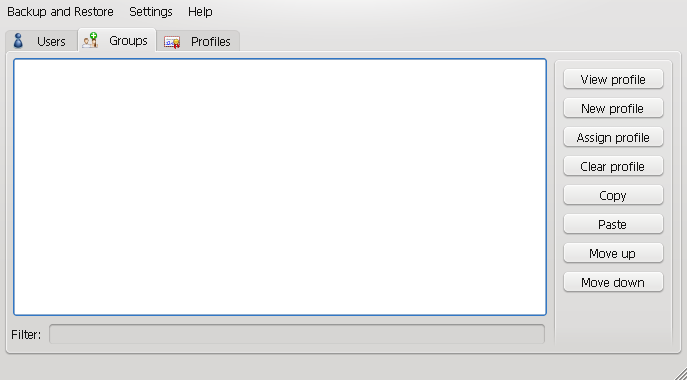 Backup and Restore Settings Help
Users Groups Profiles
View profile
New profile
Assign profile
Clear profile
Copy
Paste
Move up
Move down
Filter: